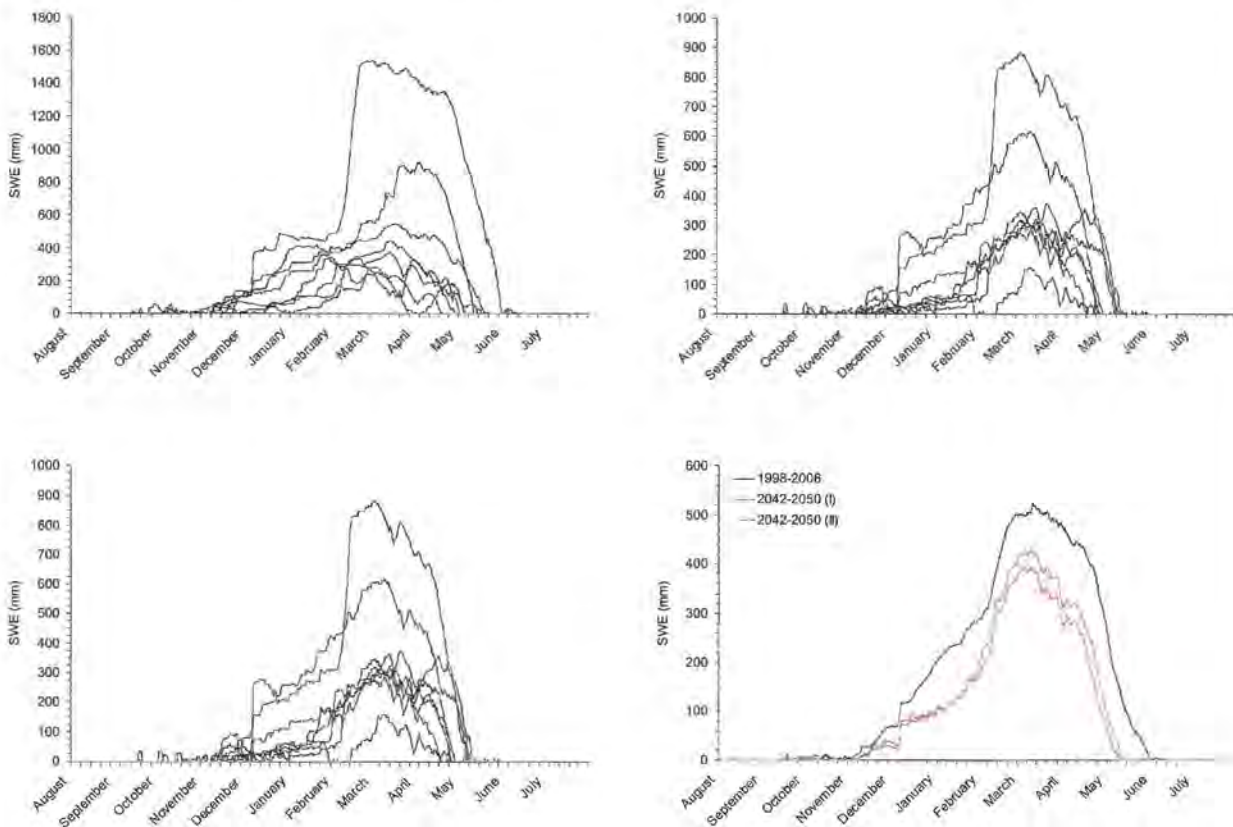 1800
1600
1400
1200
1000
800
600
400
200
0
SWE (mm)
August
September
October
November
December
January
February
March
April
May
June
July
1000
900
800
700
600
500
400
300
200
100
0
SWE (mm)
August
September
October
November
December
January
February
March
April
May
June
July
1000
900
800
700
600
500
400
300
200
100
0
SWE (mm)
August
September
October
November
December
January
February
March
April
May
June
July
600
500
400
300
200
100
0
SWE (mm)
1998-2006
2042-2050 (I)
2042-2050 (II)
August
September
October
November
December
January
February
March
April
May
June
July